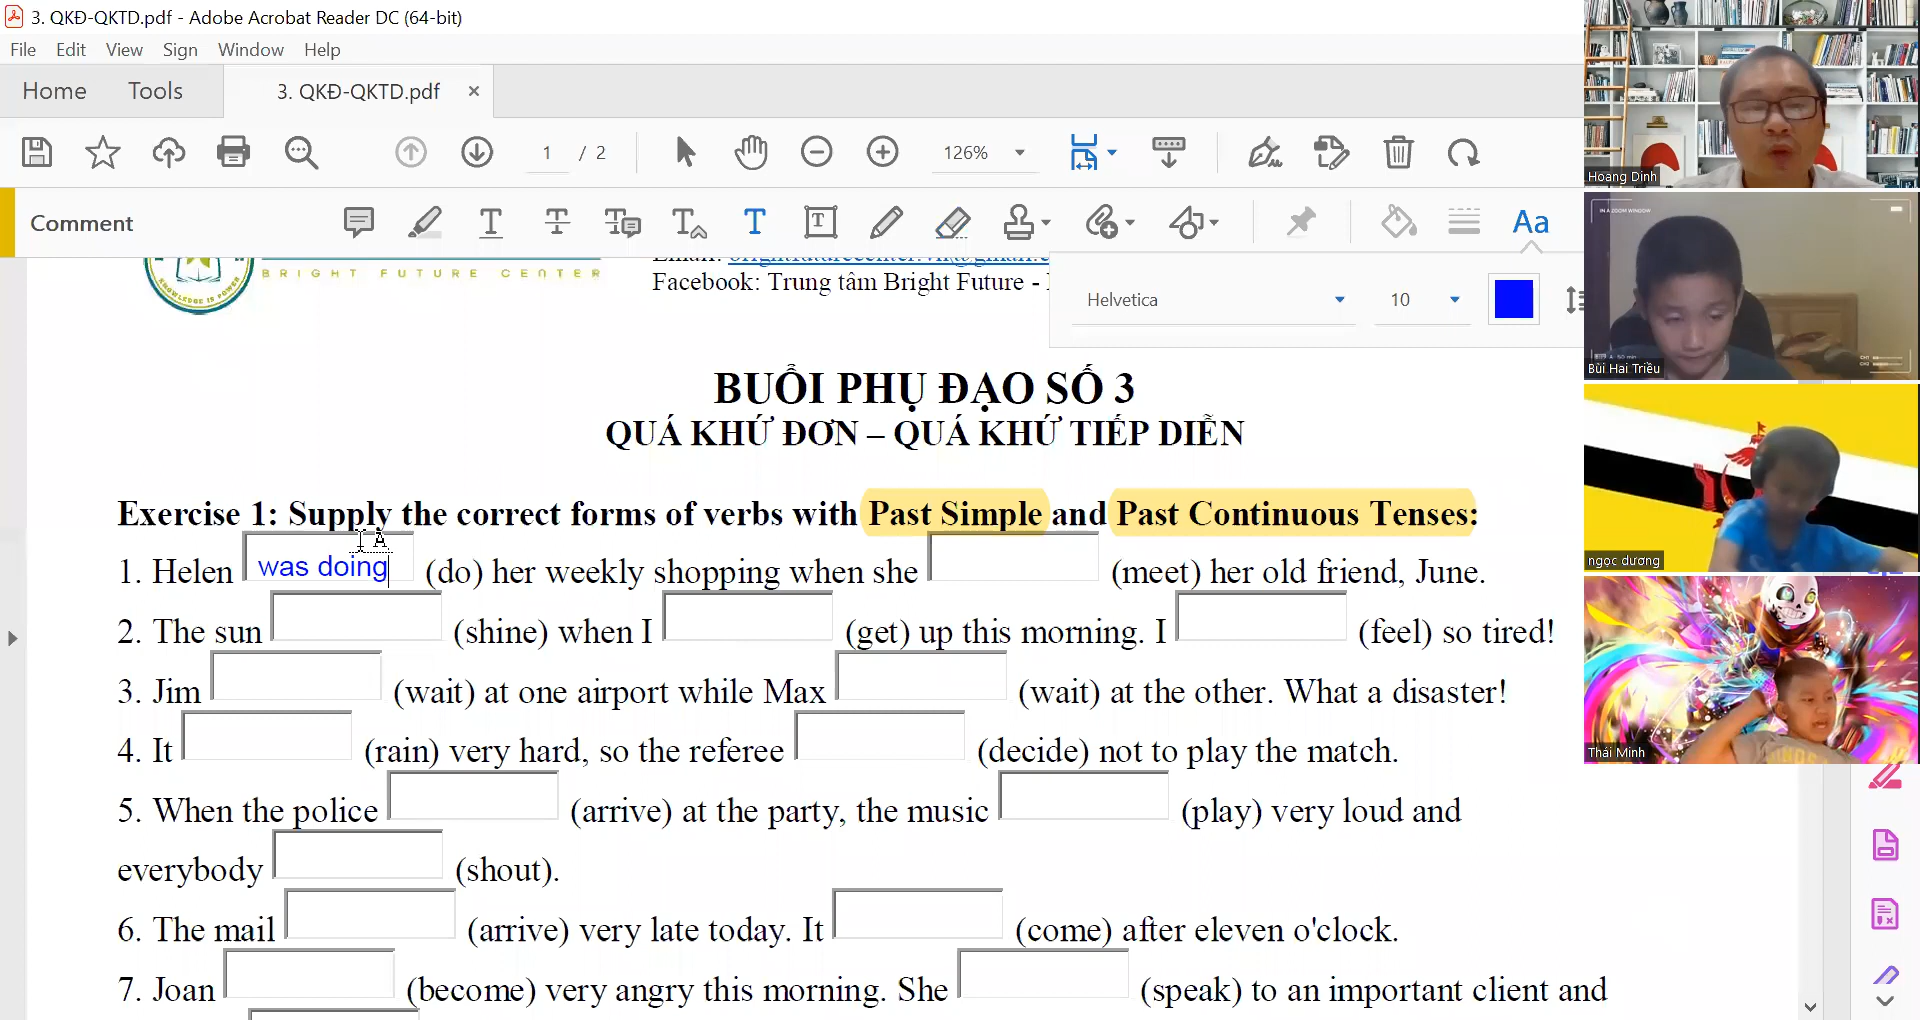 3. QKĐ-QKTD.pdf - Adobe Acrobat Reader DC (64-bit)
File Edit View Sign Window Help
Home Tools 3. QKĐ-QKTD.pdf ×
1 / 2 126%
Comment
Helvetica 10
KNOWLEDGE IS POWER
BRIGHT FUTURE CENTER
Facebook: Trung tâm Bright Future -
BUỔI PHỤ ĐẠO SỐ 3
QUÁ KHỨ ĐƠN – QUÁ KHỨ TIẾP DIỄN
Exercise 1: Supply the correct forms of verbs with Past Simple and Past Continuous Tenses:
1. Helen was doing (do) her weekly shopping when she (meet) her old friend, June.
2. The sun (shine) when I (get) up this morning. I (feel) so tired!
3. Jim (wait) at one airport while Max (wait) at the other. What a disaster!
4. It (rain) very hard, so the referee (decide) not to play the match.
5. When the police (arrive) at the party, the music (play) very loud and
everybody (shout).
6. The mail (arrive) very late today. It (come) after eleven o'clock.
7. Joan (become) very angry this morning. She (speak) to an important client and
Hoang Dinh
IN A ZOOM WINDOW
Bùi Hai Triều
ngọc dương
Thái Minh